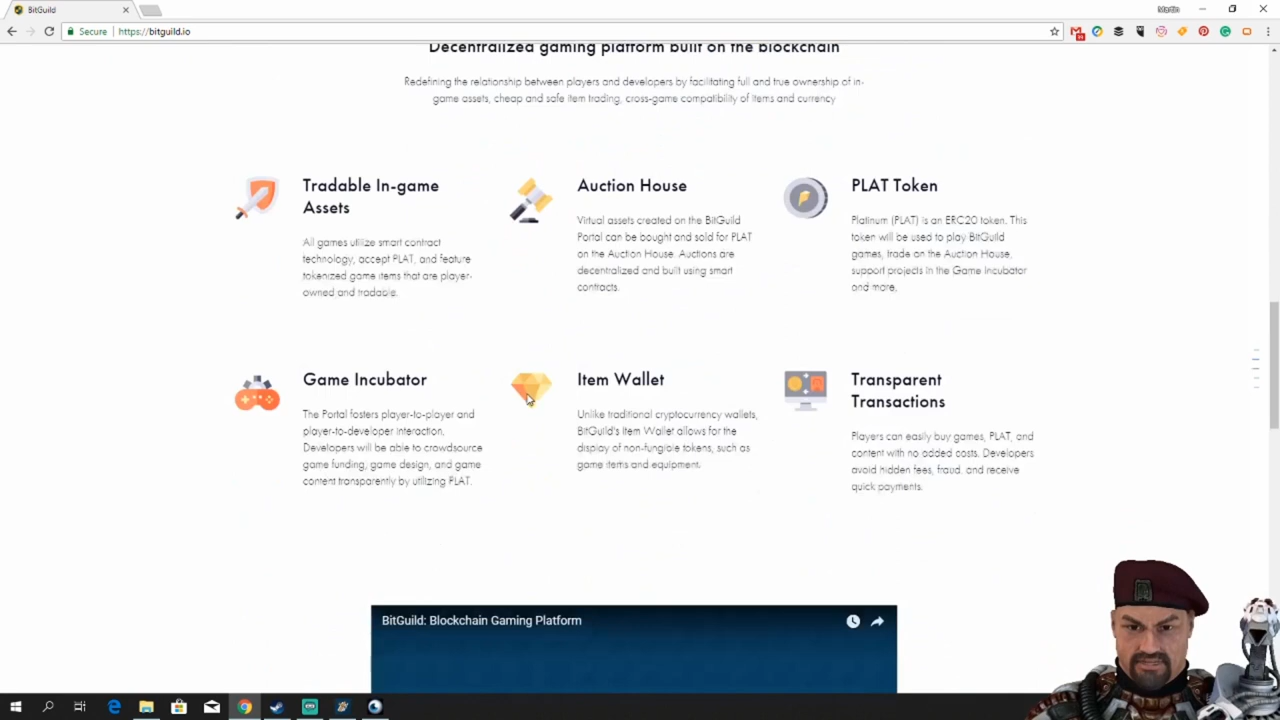 BitGuild
Martin
Secure
https://bitguild.io
Decentralized gaming platform built on the blockchain
Redefining the relationship between players and developers by facilitating full and true ownership of in-
game assets, cheap and safe item trading, cross-game compatibility of items and currency
Tradable In-game
Assets
All games utilize smart contract
technology, accept PLAT, and feature
tokenized game items that are player-
owned and tradable.
Auction House
Virtual assets created on the BitGuild
Portal can be bought and sold for PLAT
on the Auction House. Auctions are
decentralized and built using smart
contracts.
PLAT Token
Platinum (PLAT) is an ERC20 token. This
token will be used to play BitGuild
games, trade on the Auction House,
support projects in the Game Incubator
and more.
Game Incubator
The Portal fosters player-to-player and
player-to-developer interaction.
Developers will be able to crowdsource
game funding, game design, and game
content transparently by utilizing PLAT.
Item Wallet
Unlike traditional cryptocurrency wallets,
BitGuild's Item Wallet allows for the
display of non-fungible tokens, such as
game items and equipment.
Transparent
Transactions
Players can easily buy games, PLAT, and
content with no added costs. Developers
avoid hidden fees, fraud, and receive
quick payments.
BitGuild: Blockchain Gaming Platform